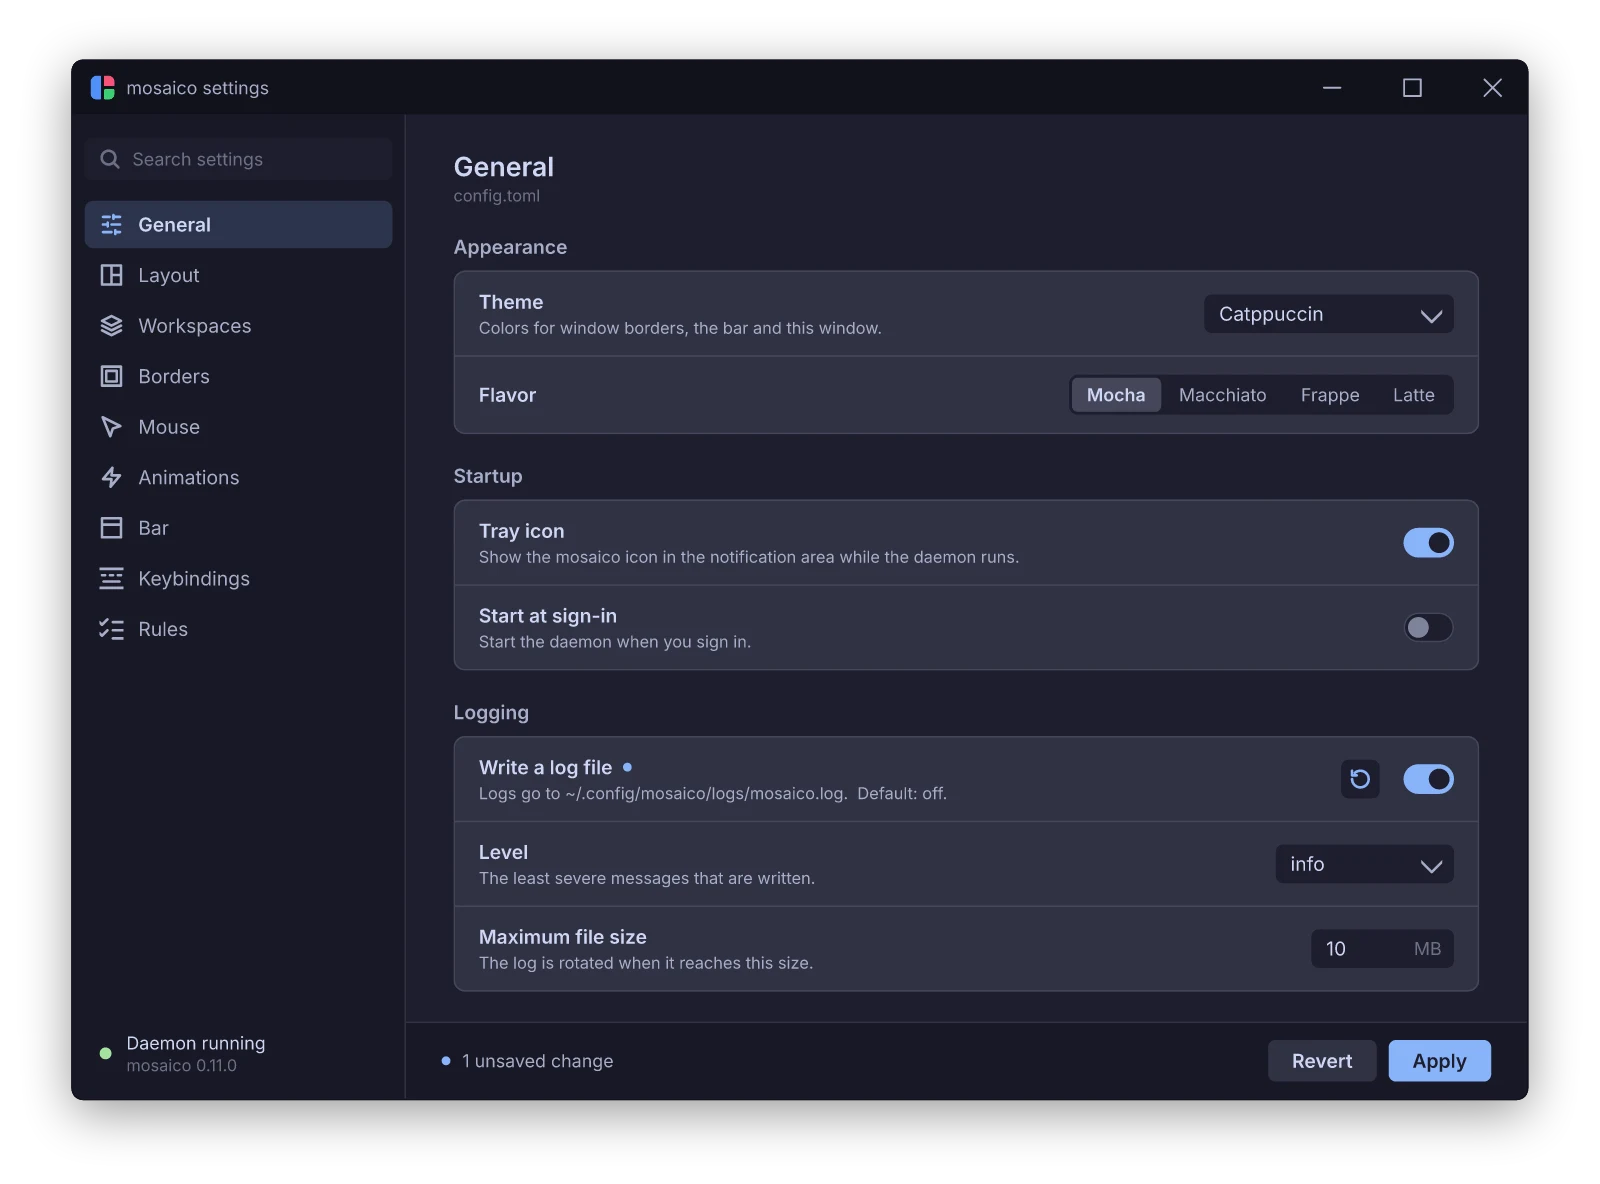 mosaico settings
Search settings
General
Layout
Workspaces
Borders
Mouse
Animations
Bar
Keybindings
Rules
Daemon running
mosaico 0.11.0
General
config.toml
Appearance
Theme
Colors for window borders, the bar and this window.
Catppuccin
Flavor
Mocha Macchiato Frappe Latte
Startup
Tray icon
Show the mosaico icon in the notification area while the daemon runs.
Start at sign-in
Start the daemon when you sign in.
Logging
Write a log file
Logs go to ~/.config/mosaico/logs/mosaico.log. Default: off.
Level
The least severe messages that are written.
info
Maximum file size
The log is rotated when it reaches this size.
10 MB
1 unsaved change
Revert Apply